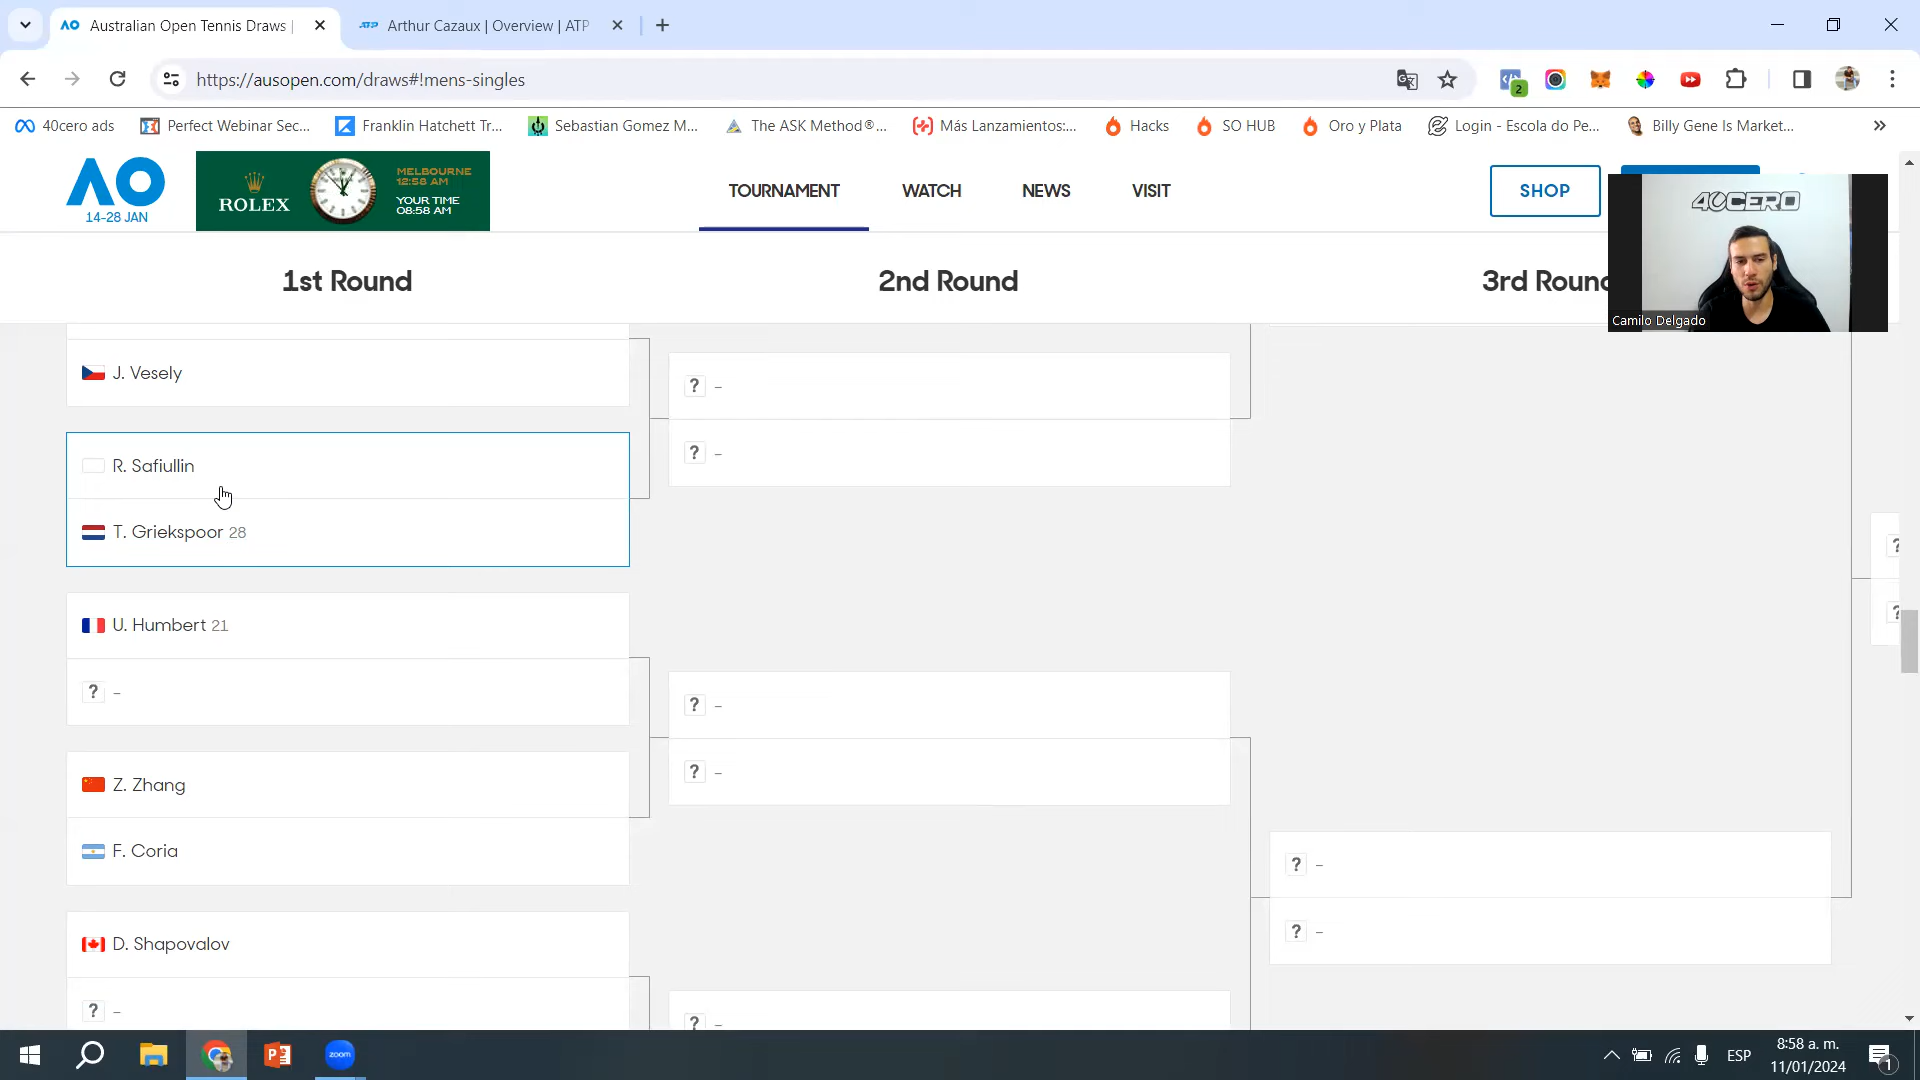 Australian Open Tennis Draws |
Arthur Cazaux | Overview | ATP
https://ausopen.com/draws#!mens-singles
2
40cero ads
Perfect Webinar Sec...
Franklin Hatchett Tr...
Sebastian Gomez M...
The ASK Method®...
Más Lanzamientos:...
Hacks
SO HUB
Oro y Plata
Login - Escola do Pe...
Billy Gene Is Market...
AO
14-28 JAN
ROLEX
MELBOURNE
12:58 AM
YOUR TIME
08:58 AM
TOURNAMENT
WATCH
NEWS
VISIT
SHOP
40CERO
Camilo Delgado
1st Round
2nd Round
3rd Round
J. Vesely
? -
? -
R. Safiullin
T. Griekspoor 28
?
?
U. Humbert 21
? -
? -
? -
Z. Zhang
F. Coria
? -
? -
D. Shapovalov
? -
? -
zoom
ESP
8:58 a. m.
11/01/2024
1